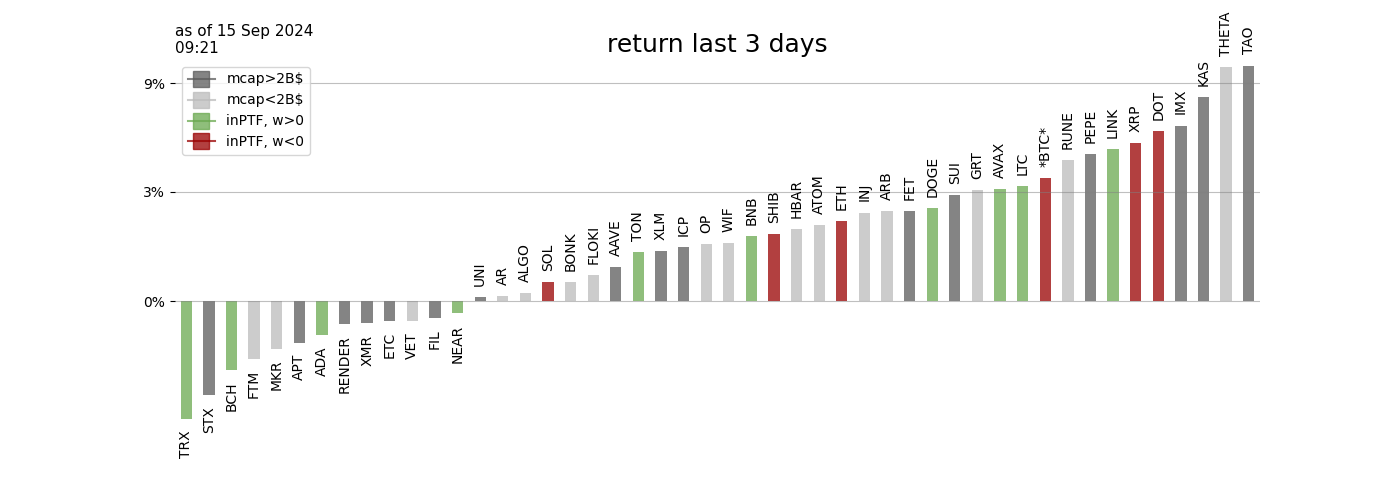 as of 15 Sep 2024
09:21
return last 3 days
mcap>2B$
mcap<2B$
inPTF, w>0
inPTF, w<0
9%
3%
0%
TRX
STX
BCH
FTM
MKR
APT
ADA
RENDER
XMR
ETC
VET
FIL
NEAR
UNI
AR
ALGO
SOL
BONK
FLOKI
AAVE
TON
XLM
ICP
OP
WIF
BNB
SHIB
HBAR
ATOM
ETH
INJ
ARB
FET
DOGE
SUI
GRT
AVAX
LTC
*BTC*
RUNE
PEPE
LINK
XRP
DOT
IMX
KAS
THETA
TAO